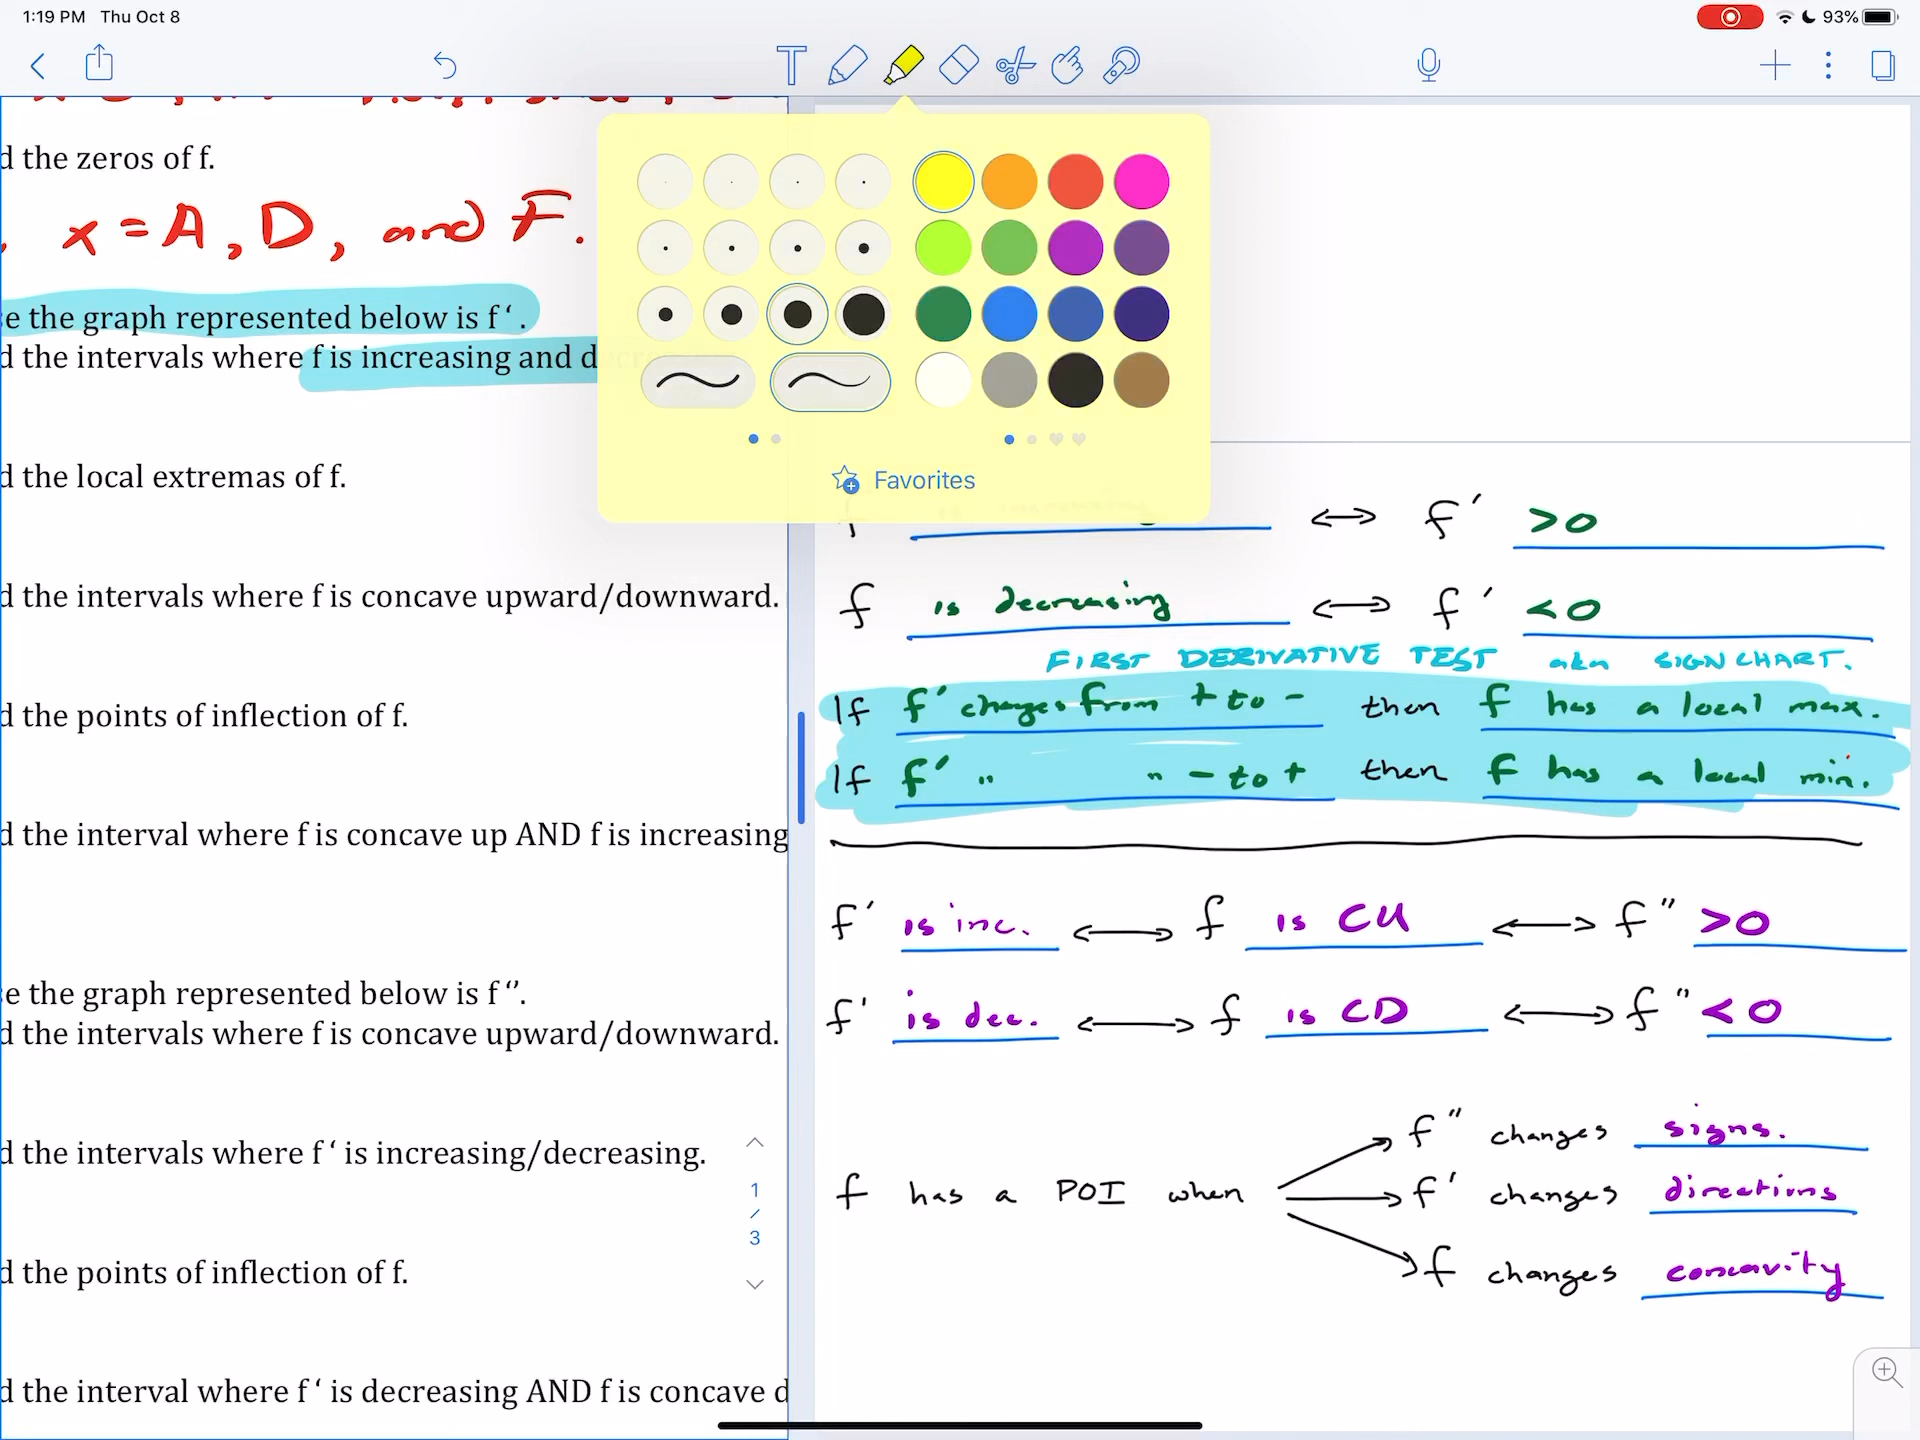 1:19 PM Thu Oct 8
93%
d the zeros of f.
x = A, D, and F.
e the graph represented below is f ‘.
d the intervals where f is increasing and d
d the local extremas of f.
d the intervals where f is concave upward/downward.
d the points of inflection of f.
d the interval where f is concave up AND f is increasing
e the graph represented below is f ‘’.
d the intervals where f is concave upward/downward.
d the intervals where f ‘ is increasing/decreasing.
d the points of inflection of f.
d the interval where f ‘ is decreasing AND f is concave d
1
/
3
Favorites
f ⟷ f' >0
f is decreasing ⟷ f' <0
FIRST DERIVATIVE TEST aka SIGN CHART.
If f' changes from + to - then f has a local max.
If f' " " - to + then f has a local min.
f' is inc. ⟷ f is CU ⟷ f" >0
f' is dec. ⟷ f is CD ⟷ f" <0
f" changes signs.
f has a POI when → f' changes directions
f changes concavity